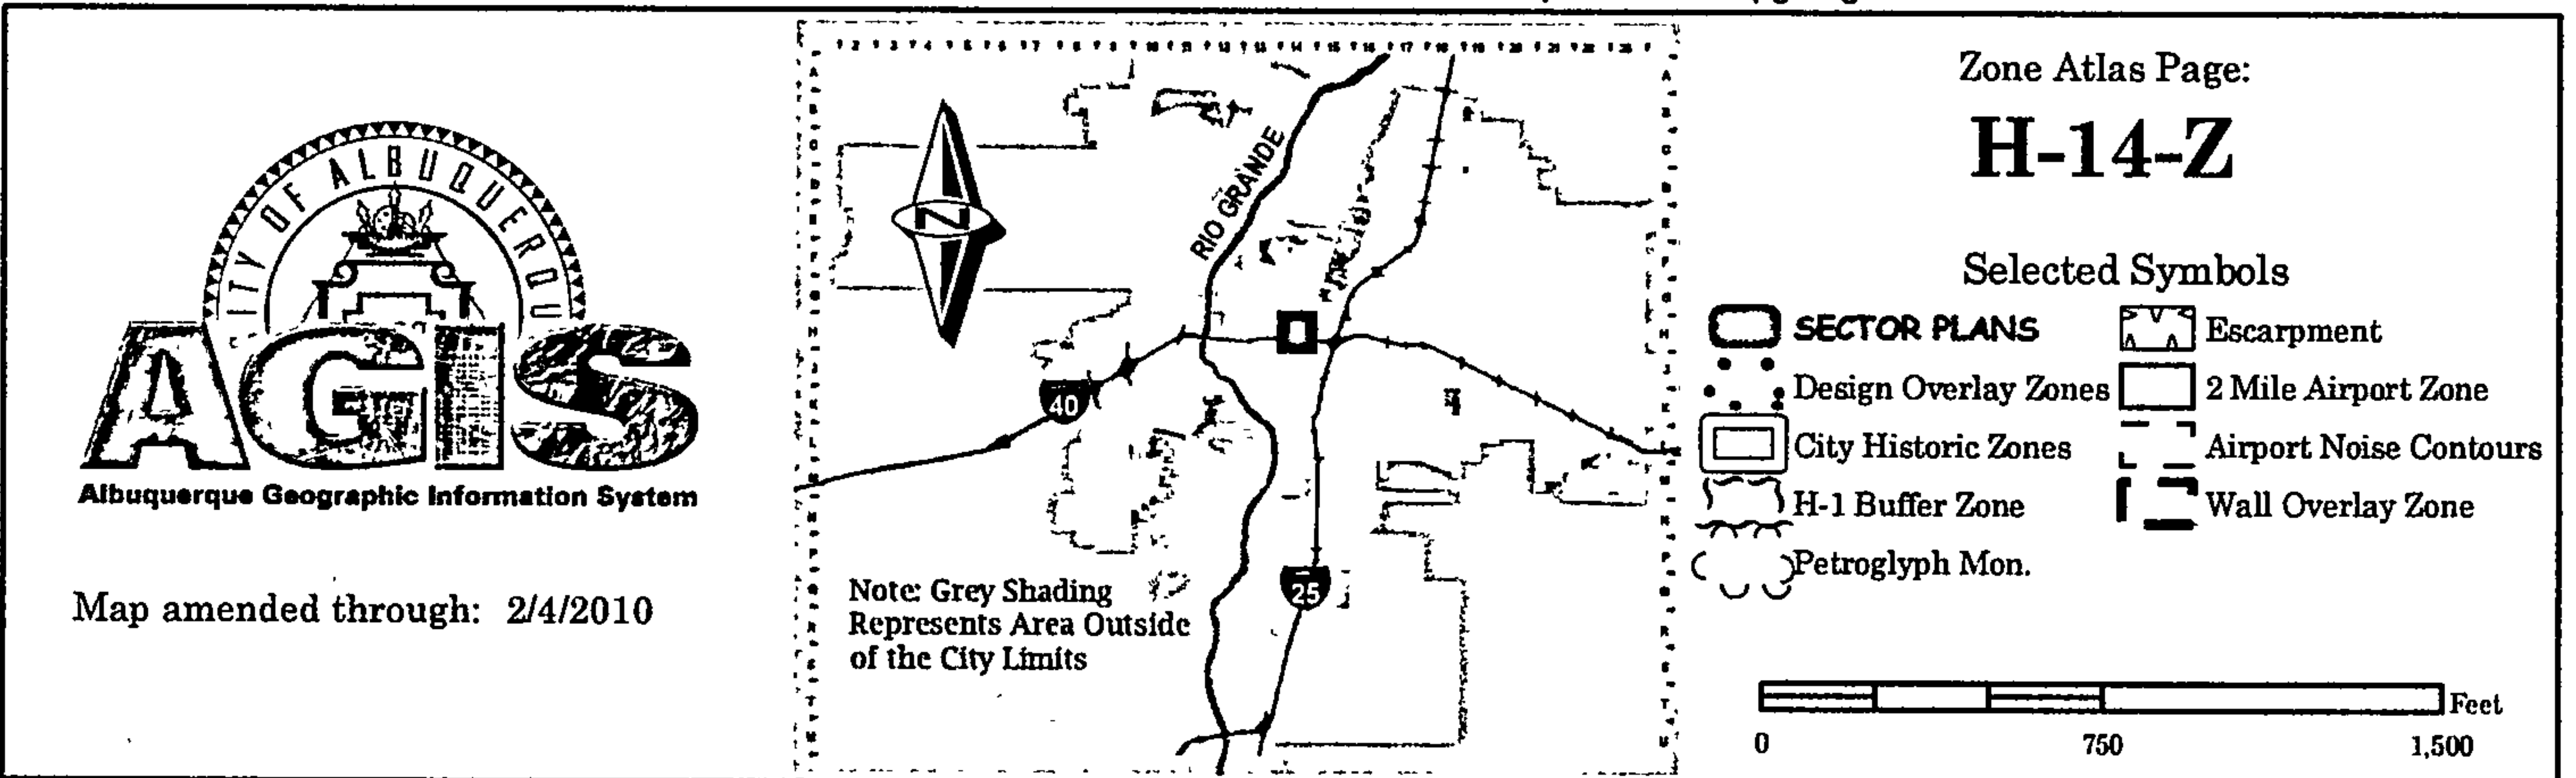 CITY OF ALBUQUERQU
AGIS
Albuquerque Geographic Information System
Map amended through: 2/4/2010
RIO GRANDE
N
40
25
Note: Grey Shading
Represents Area Outside
of the City Limits
Zone Atlas Page:
H-14-Z
Selected Symbols
SECTOR PLANS
Design Overlay Zones
City Historic Zones
H-1 Buffer Zone
Petroglyph Mon.
Escarpment
2 Mile Airport Zone
Airport Noise Contours
Wall Overlay Zone
Feet
0 750 1,500